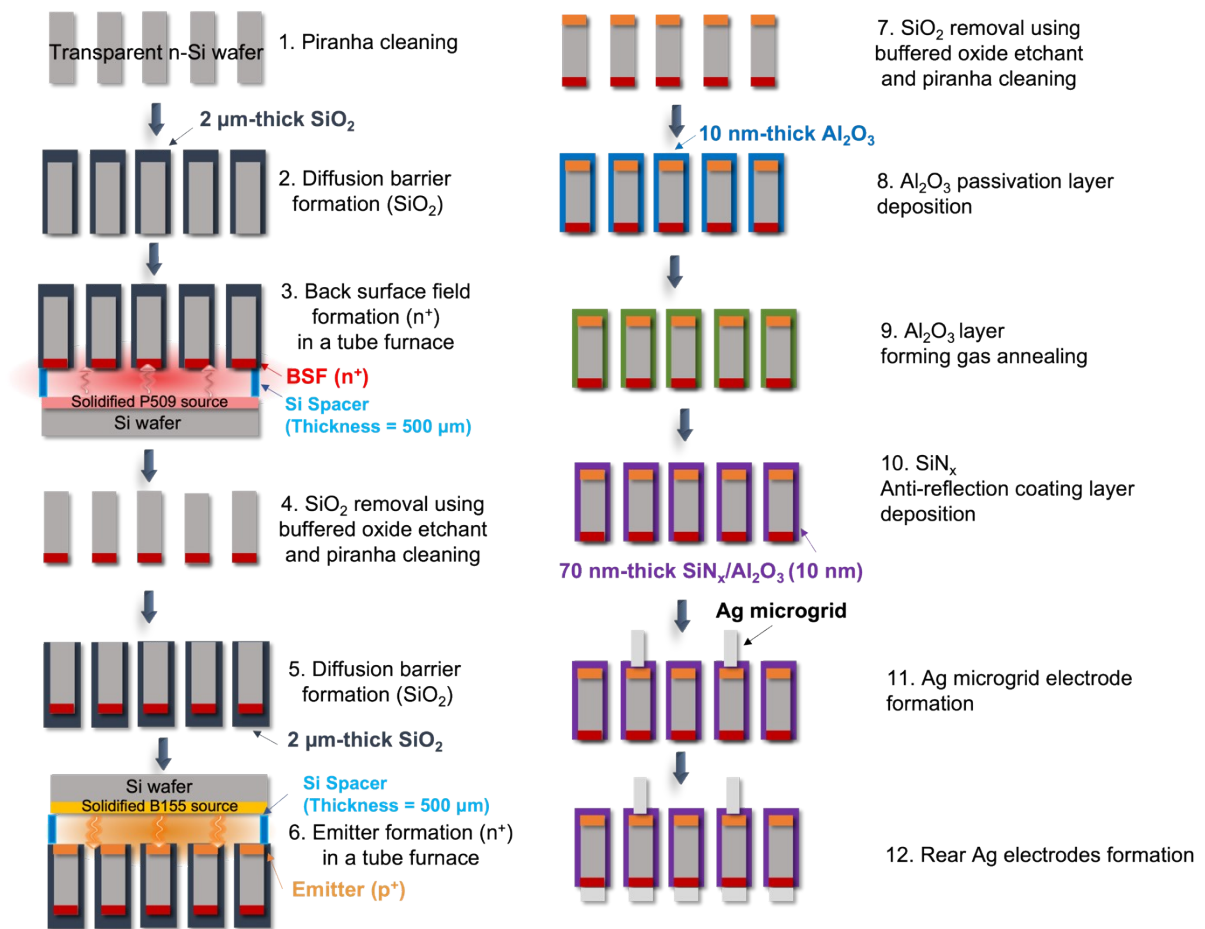 Transparent n-Si wafer
1. Piranha cleaning
2 µm-thick SiO₂
2. Diffusion barrier
formation (SiO₂)
3. Back surface field
formation (n⁺)
in a tube furnace
BSF (n⁺)
Solidified P509 source
Si Spacer
(Thickness = 500 µm)
Si wafer
4. SiO₂ removal using
buffered oxide etchant
and piranha cleaning
5. Diffusion barrier
formation (SiO₂)
2 µm-thick SiO₂
Si wafer
Solidified B155 source
Si Spacer
(Thickness = 500 µm)
6. Emitter formation (n⁺)
in a tube furnace
Emitter (p⁺)
7. SiO₂ removal using
buffered oxide etchant
and piranha cleaning
10 nm-thick Al₂O₃
8. Al₂O₃ passivation layer
deposition
9. Al₂O₃ layer
forming gas annealing
10. SiNₓ
Anti-reflection coating layer
deposition
70 nm-thick SiNₓ/Al₂O₃ (10 nm)
Ag microgrid
11. Ag microgrid electrode
formation
12. Rear Ag electrodes formation